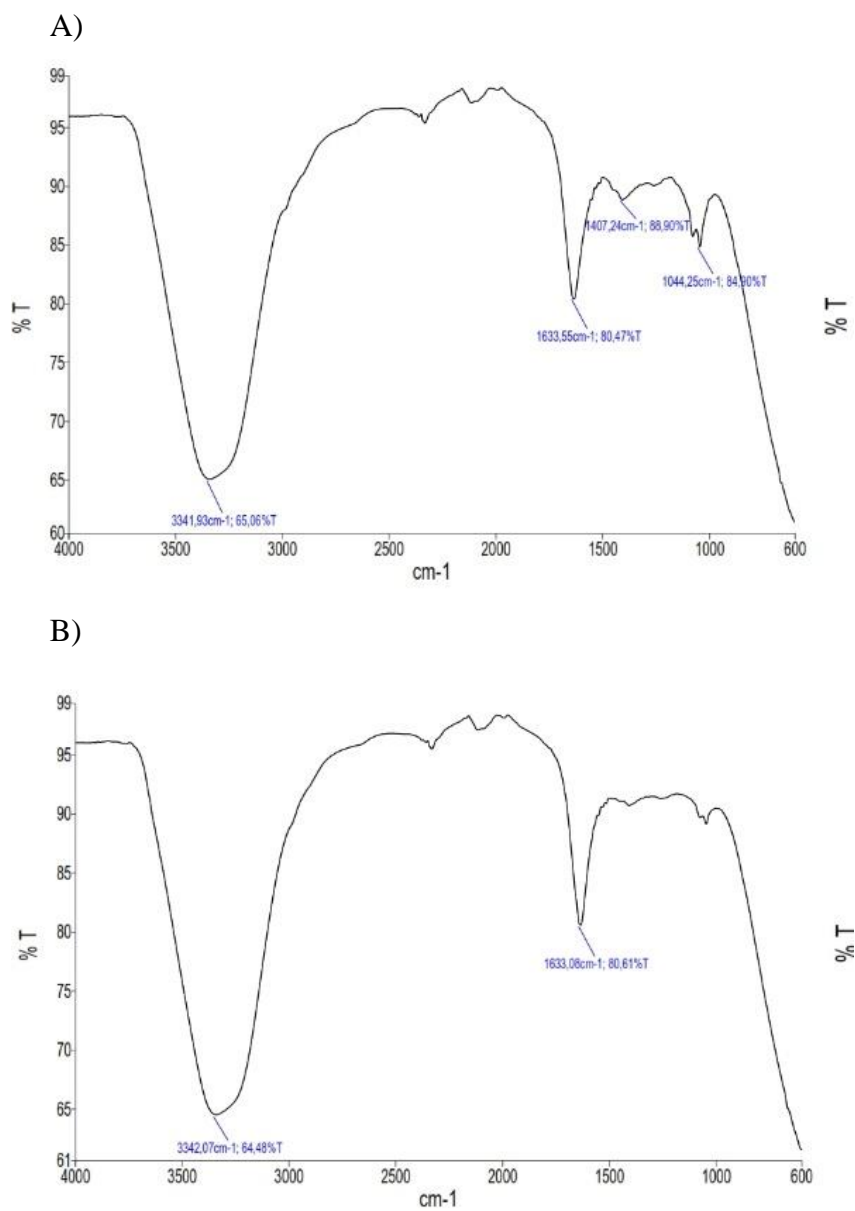 A)
99
95
90
85
80
75
70
65
60
% T
1407,24cm-1; 88,90%T
1044,25cm-1; 84,90%T
1633,55cm-1; 80,47%T
3341,93cm-1; 65,06%T
% T
4000 3500 3000 2500 2000 1500 1000 600
cm-1
B)
99
95
90
85
80
75
70
65
61
% T
1633,08cm-1; 80,61%T
3342,07cm-1; 64,48%T
% T
4000 3500 3000 2500 2000 1500 1000 600
cm-1